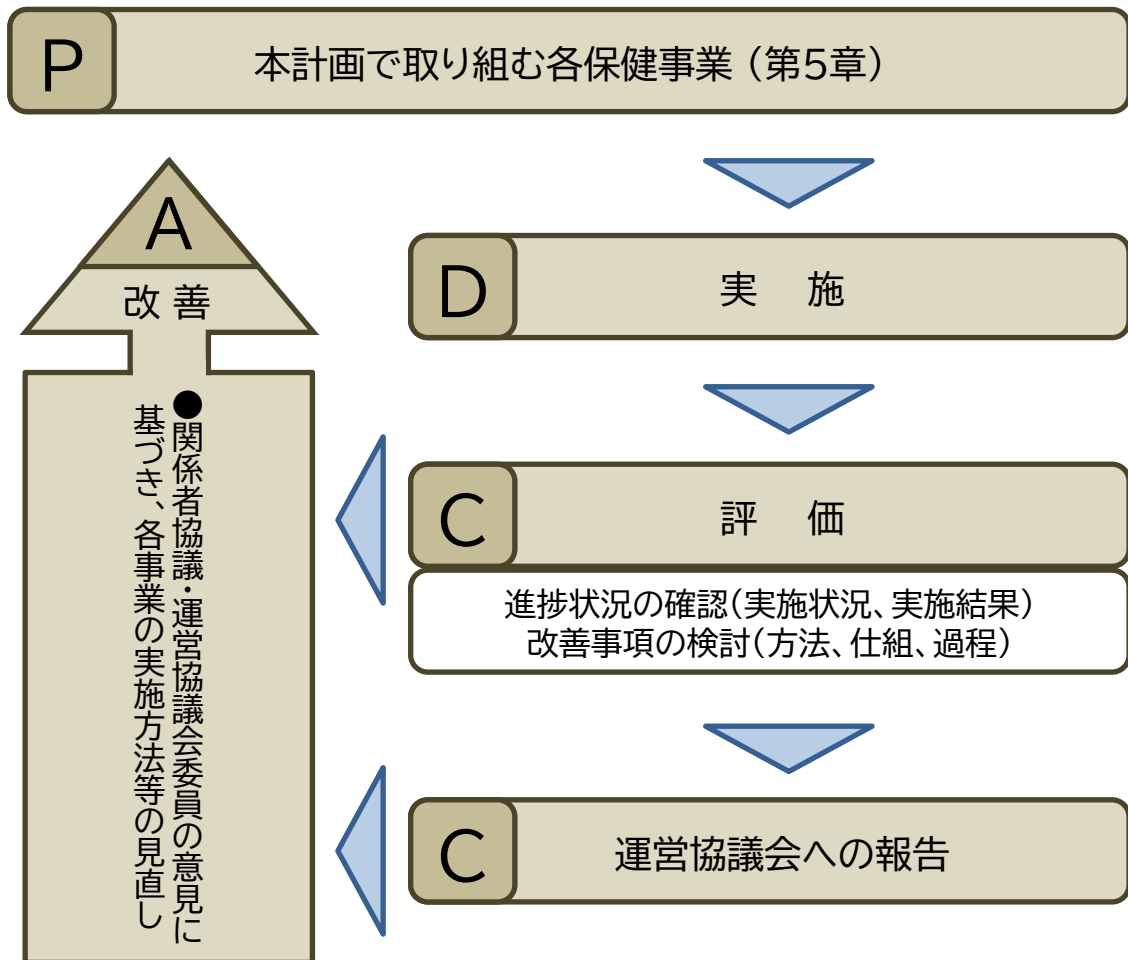 P
本計画で取り組む各保健事業（第5章）
D
実　施
C
評　価
進捗状況の確認（実施状況、実施結果）
改善事項の検討（方法、仕組、過程）
C
運営協議会への報告
A
改 善
●関係者協議・運営協議会委員の意見に
基づき、各事業の実施方法等の見直し